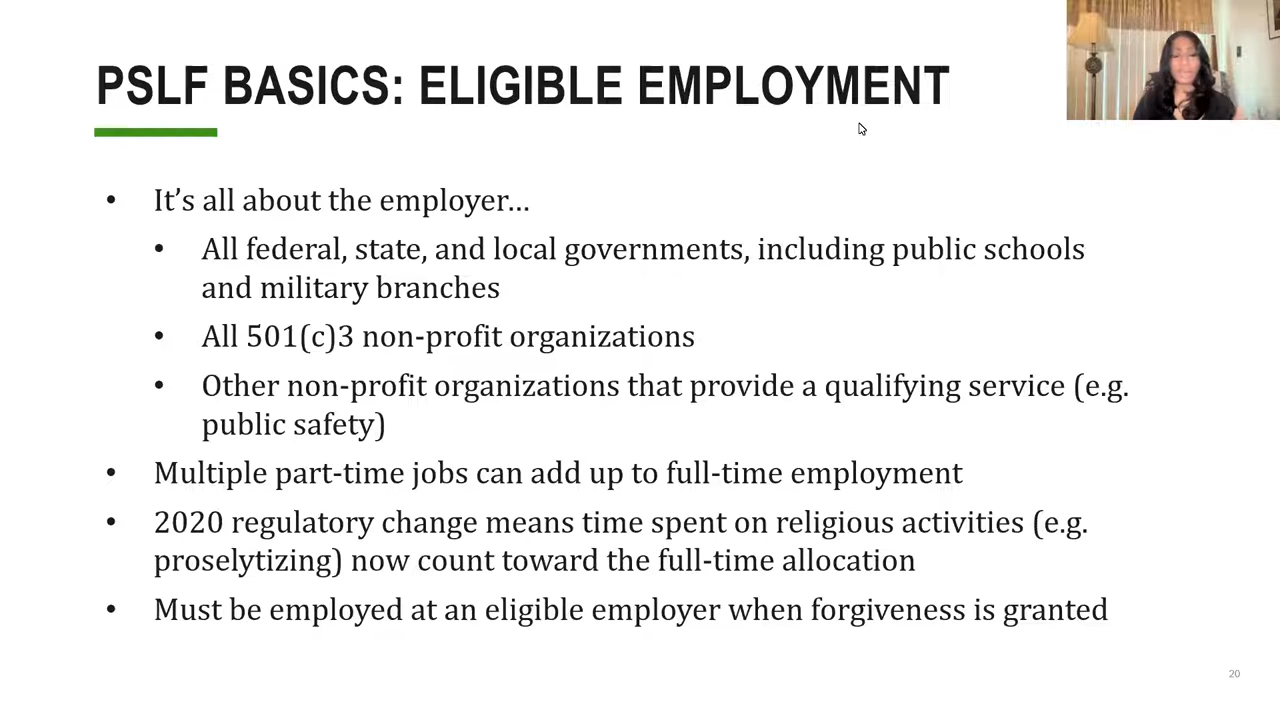 PSLF BASICS: ELIGIBLE EMPLOYMENT
• It’s all about the employer…
• All federal, state, and local governments, including public schools
and military branches
• All 501(c)3 non-profit organizations
• Other non-profit organizations that provide a qualifying service (e.g.
public safety)
• Multiple part-time jobs can add up to full-time employment
• 2020 regulatory change means time spent on religious activities (e.g.
proselytizing) now count toward the full-time allocation
• Must be employed at an eligible employer when forgiveness is granted
20